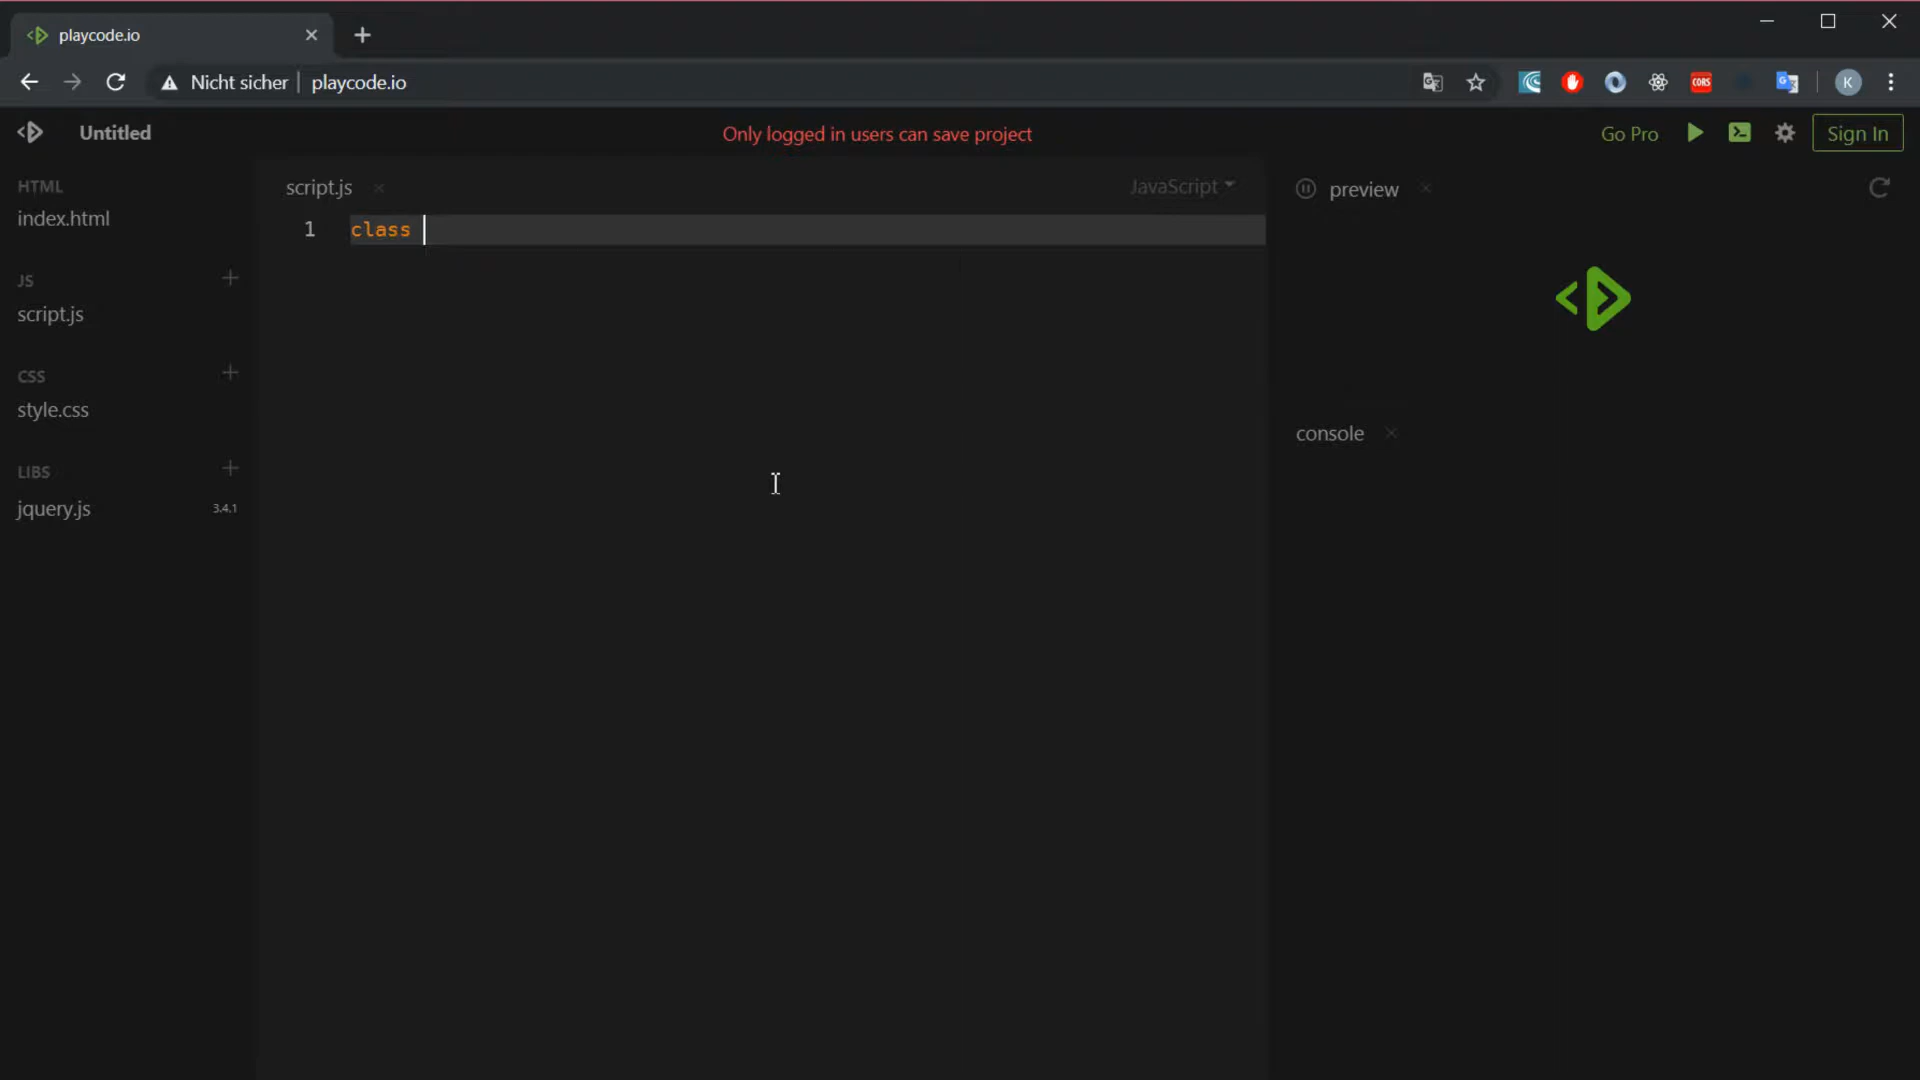 playcode.io
Nicht sicher playcode.io
CORS
K
Untitled
Only logged in users can save project
Go Pro
Sign In
HTML
index.html
JS
script.js
CSS
style.css
LIBS
jquery.js 3.4.1
script.js
JavaScript
1 class
preview
console